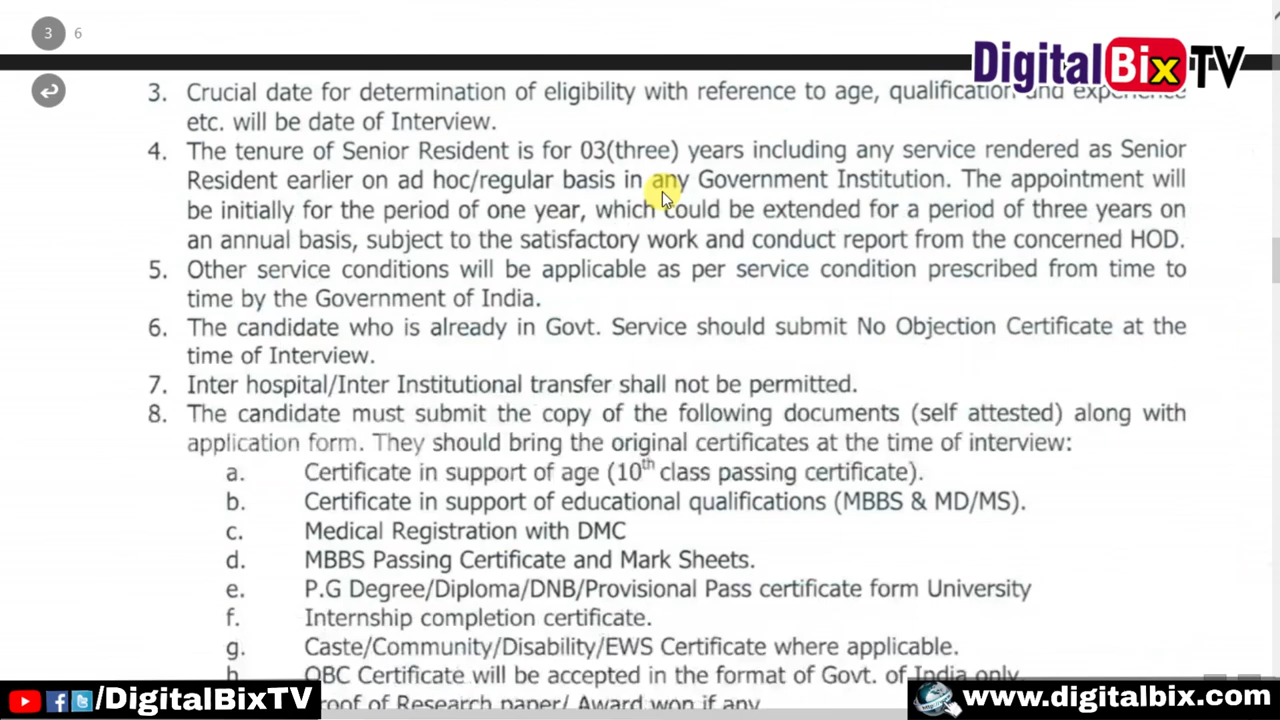 3 6
DigitalBixTV
3. Crucial date for determination of eligibility with reference to age, qualification and experience
etc. will be date of Interview.
4. The tenure of Senior Resident is for 03(three) years including any service rendered as Senior
Resident earlier on ad hoc/regular basis in any Government Institution. The appointment will
be initially for the period of one year, which could be extended for a period of three years on
an annual basis, subject to the satisfactory work and conduct report from the concerned HOD.
5. Other service conditions will be applicable as per service condition prescribed from time to
time by the Government of India.
6. The candidate who is already in Govt. Service should submit No Objection Certificate at the
time of Interview.
7. Inter hospital/Inter Institutional transfer shall not be permitted.
8. The candidate must submit the copy of the following documents (self attested) along with
application form. They should bring the original certificates at the time of interview:
a. Certificate in support of age (10th class passing certificate).
b. Certificate in support of educational qualifications (MBBS & MD/MS).
c. Medical Registration with DMC
d. MBBS Passing Certificate and Mark Sheets.
e. P.G Degree/Diploma/DNB/Provisional Pass certificate form University
f. Internship completion certificate.
g. Caste/Community/Disability/EWS Certificate where applicable.
h. OBC Certificate will be accepted in the format of Govt. of India only.
roof of Research paper/ Award won if any
/DigitalBixTV
www.digitalbix.com